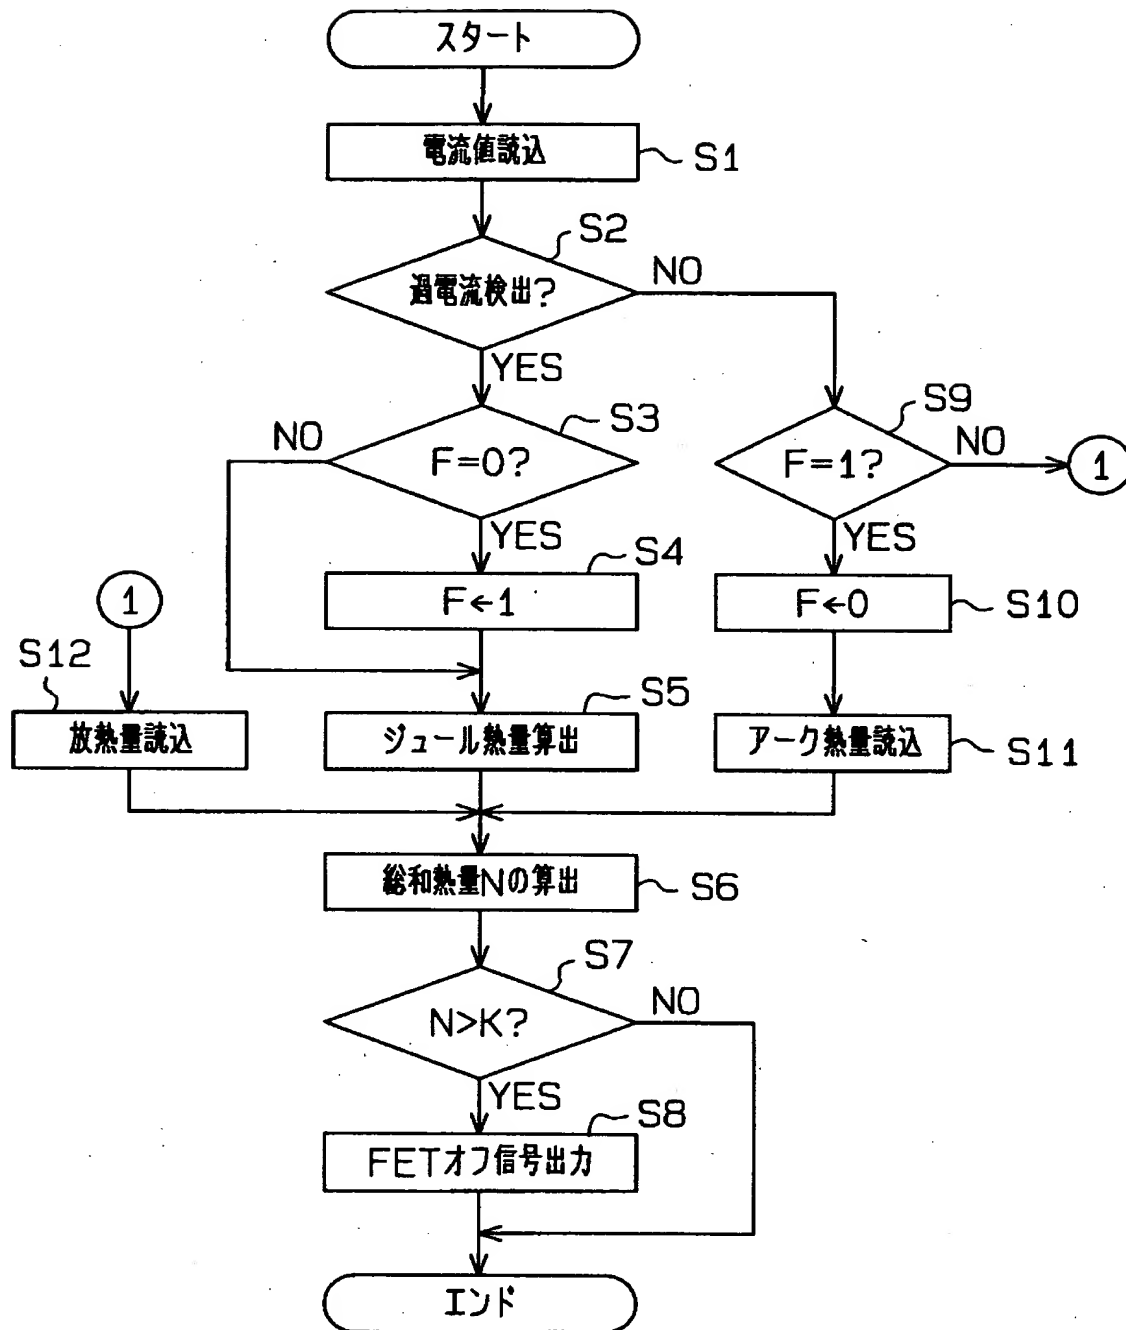 スタート
電流値読込
S1
過電流検出?
S2
NO
YES
F=0?
S3
NO
YES
F=1?
S9
NO
1
YES
F←1
S4
F←0
S10
1
S12
放熱量読込
ジュール熱量算出
S5
アーク熱量読込
S11
総和熱量Nの算出
S6
N>K?
S7
NO
YES
FETオフ信号出力
S8
エンド